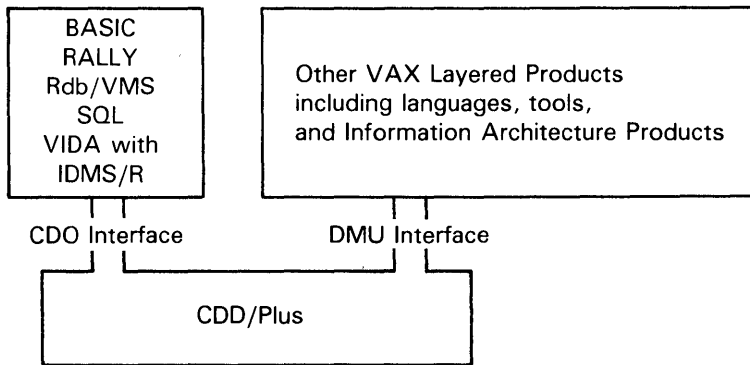 BASIC
RALLY
Rdb/VMS
SQL
VIDA with
IDMS/R
Other VAX Layered Products
including languages, tools,
and Information Architecture Products
CDO Interface
DMU Interface
CDD/Plus